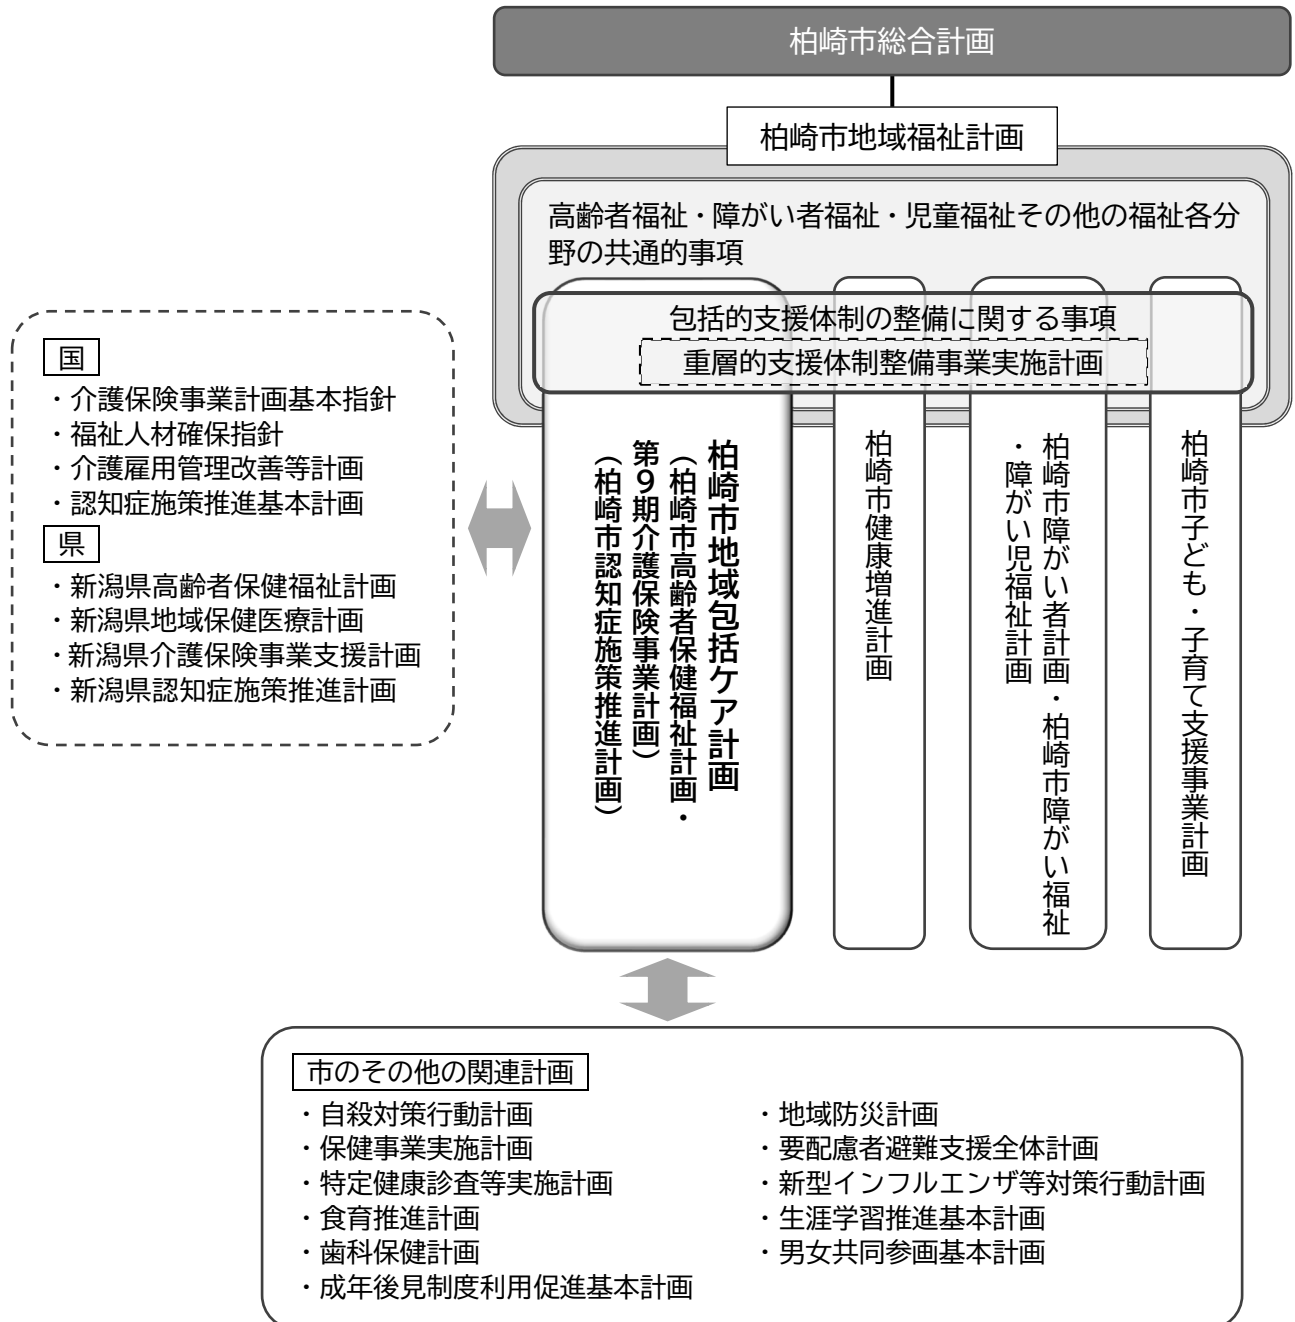 柏崎市総合計画
柏崎市地域福祉計画
高齢者福祉・障がい者福祉・児童福祉その他の福祉各分
野の共通的事項
包括的支援体制の整備に関する事項
重層的支援体制整備事業実施計画
国
・介護保険事業計画基本指針
・福祉人材確保指針
・介護雇用管理改善等計画
・認知症施策推進基本計画
県
・新潟県高齢者保健福祉計画
・新潟県地域保健医療計画
・新潟県介護保険事業支援計画
・新潟県認知症施策推進計画
柏崎市地域包括ケア計画
（柏崎市高齢者保健福祉計画・
第９期介護保険事業計画）
（柏崎市認知症施策推進計画）
柏崎市健康増進計画
柏崎市障がい者計画・柏崎市障がい福祉
・障がい児福祉計画
柏崎市子ども・子育て支援事業計画
市のその他の関連計画
・自殺対策行動計画
・保健事業実施計画
・特定健康診査等実施計画
・食育推進計画
・歯科保健計画
・成年後見制度利用促進基本計画
・地域防災計画
・要配慮者避難支援全体計画
・新型インフルエンザ等対策行動計画
・生涯学習推進基本計画
・男女共同参画基本計画